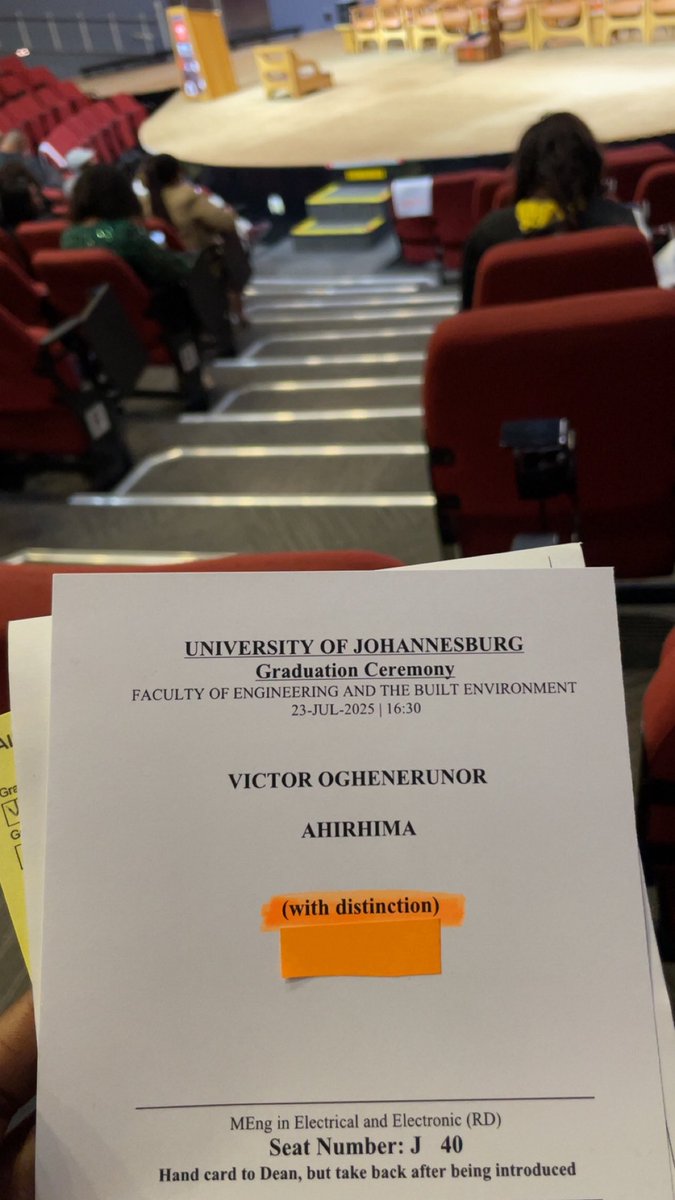 UNIVERSITY OF JOHANNESBURG
Graduation Ceremony
FACULTY OF ENGINEERING AND THE BUILT ENVIRONMENT
23-JUL-2025 | 16:30
VICTOR OGHENERUNOR
AHIRHIMA
(with distinction)
MEng in Electrical and Electronic (RD)
Seat Number: J 40
Hand card to Dean, but take back after being introduced